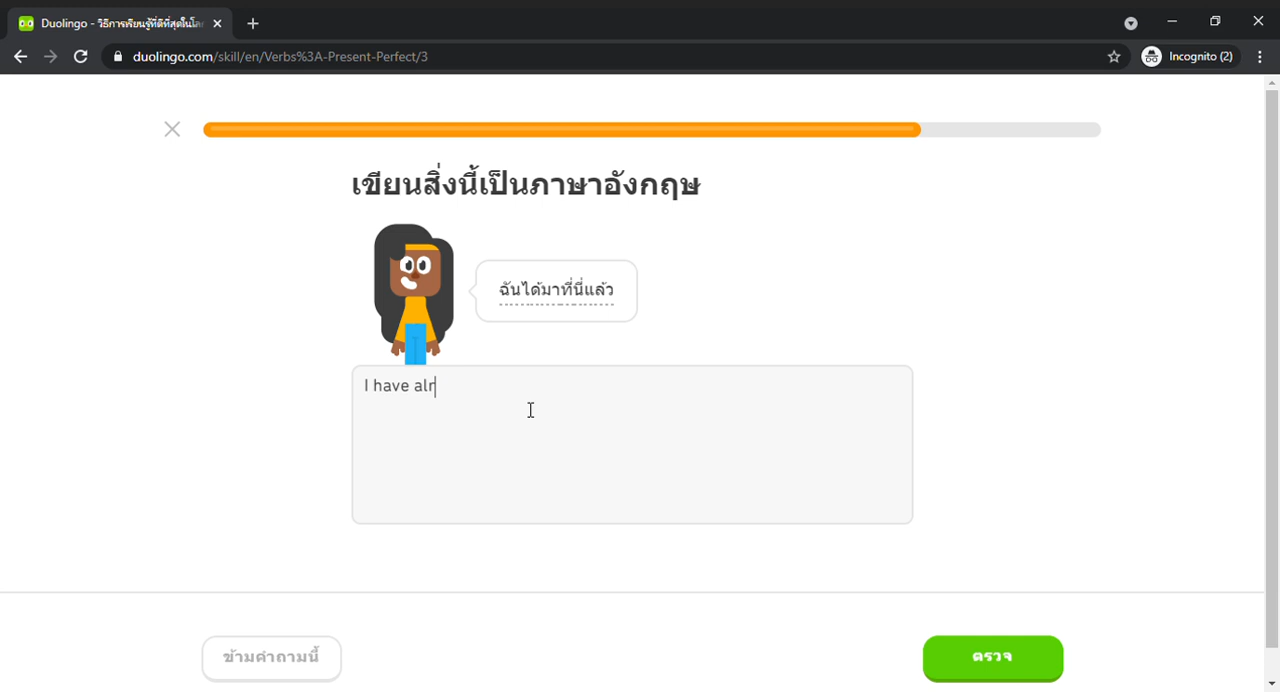 Duolingo - วิธีการเรียนรู้ที่ดีที่สุดในโล
duolingo.com/skill/en/Verbs%3A-Present-Perfect/3
Incognito (2)
เขียนสิ่งนี้เป็นภาษาอังกฤษ
ฉันได้มาที่นี่แล้ว
I have alr
ข้ามคำถามนี้
ตรวจ